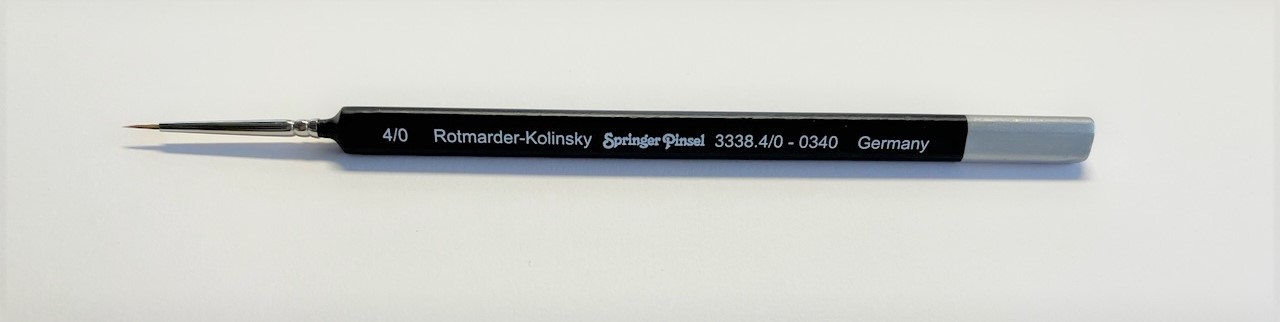 4/0 Rotmarder-Kolinsky Springer Pinsel 3338.4/0 - 0340 Germany